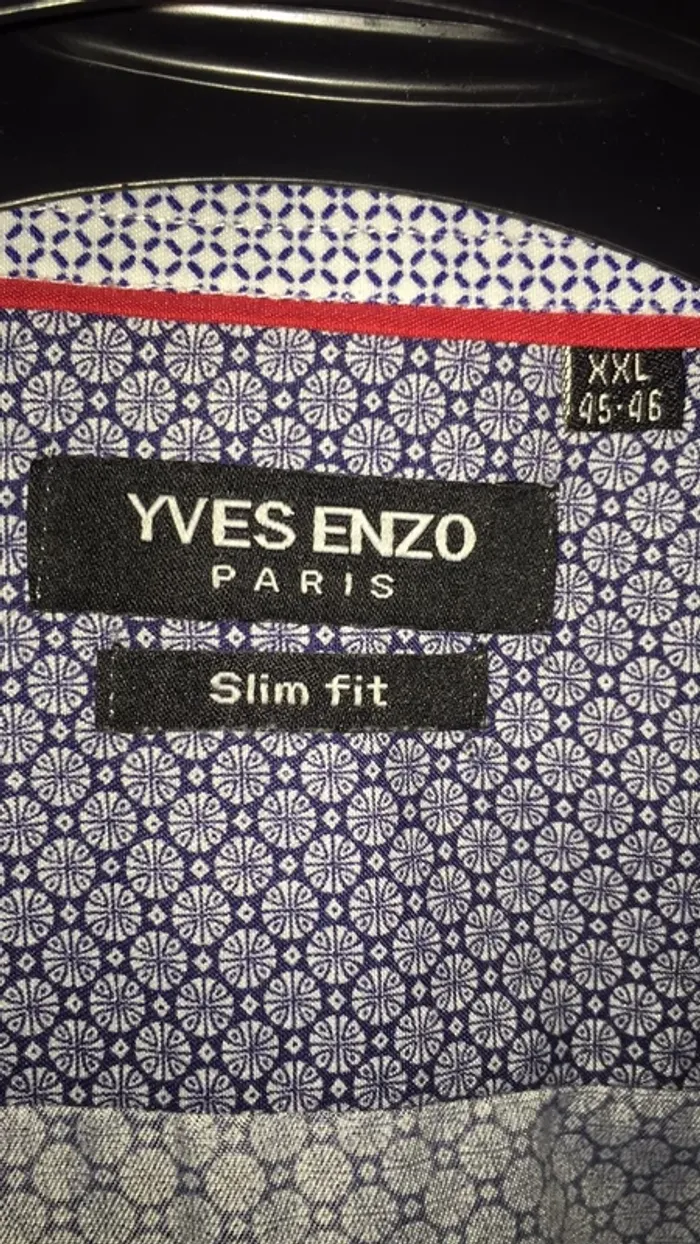 XXL
45-46
YVES ENZO
PARIS
Slim fit